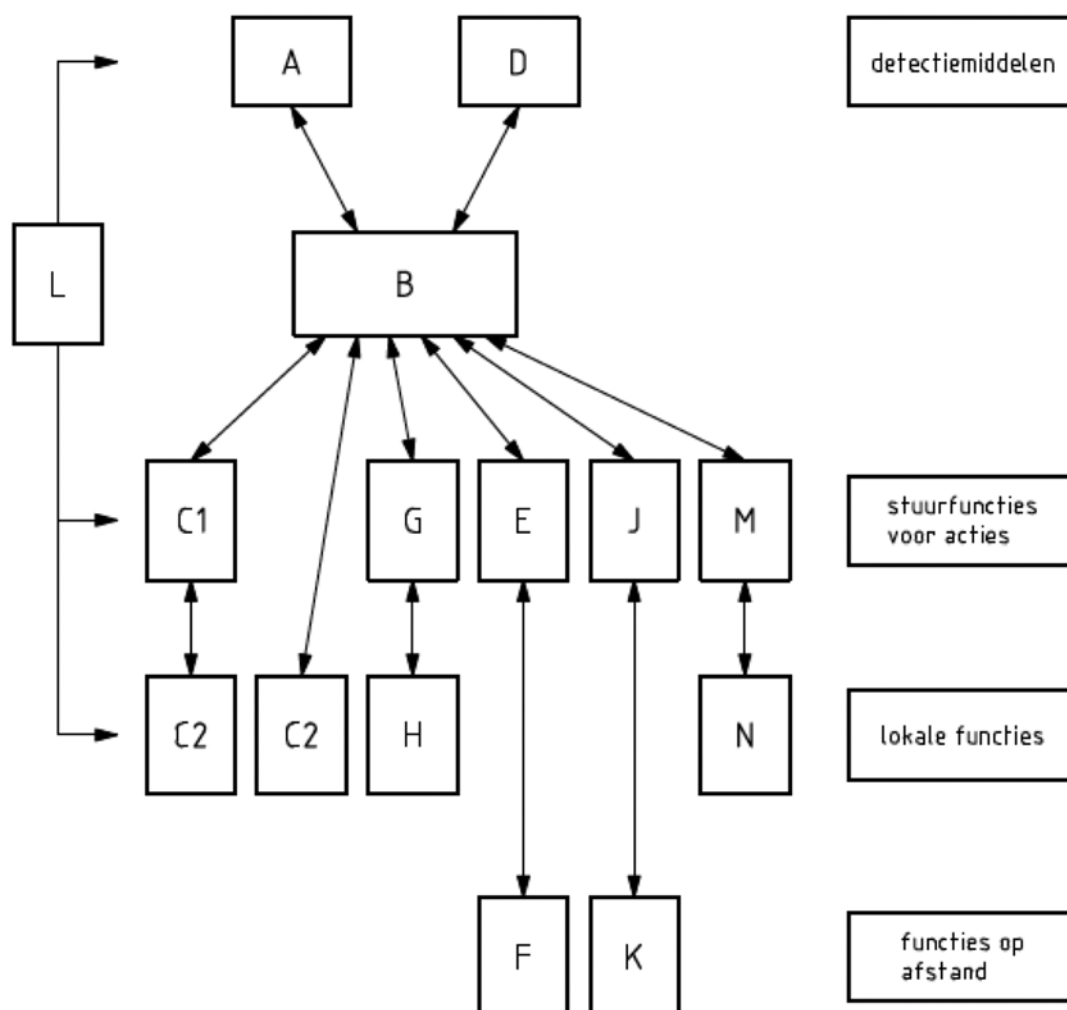 A
D
detectiemiddelen
L
B
C1
G
E
J
M
stuurfuncties
voor acties
C2
C2
H
N
lokale functies
F
K
functies op
afstand